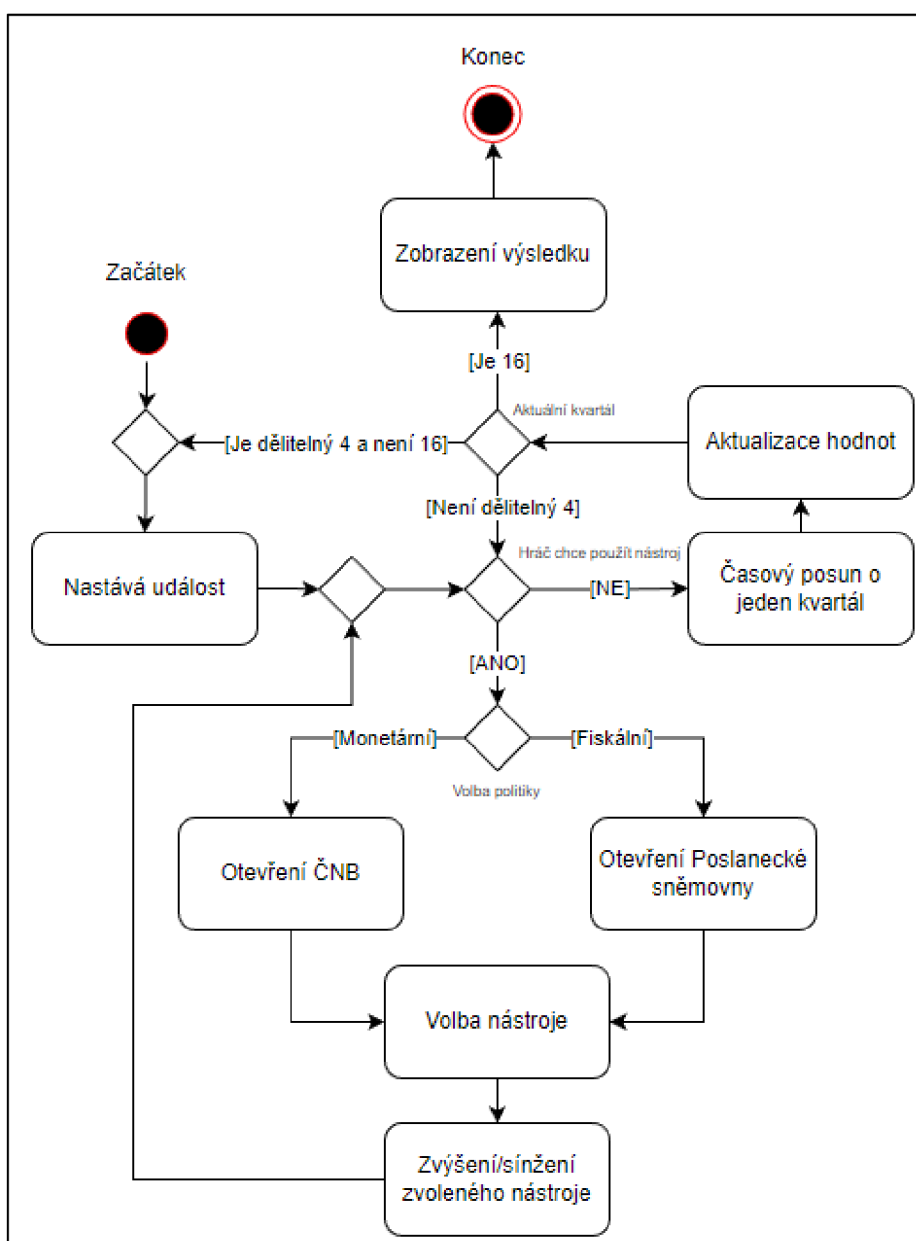 Konec
Zobrazení výsledku
Začátek
[Je 16]
Aktuální kvartál
[Je dělitelný 4 a není 16]
Aktualizace hodnot
[Není dělitelný 4]
Hráč chce použít nástroj
Nastává událost
[NE]
Časový posun o
jeden kvartál
[ANO]
[Monetární]
[Fiskální]
Volba politiky
Otevření ČNB
Otevření Poslanecké
sněmovny
Volba nástroje
Zvýšení/sínžení
zvoleného nástroje